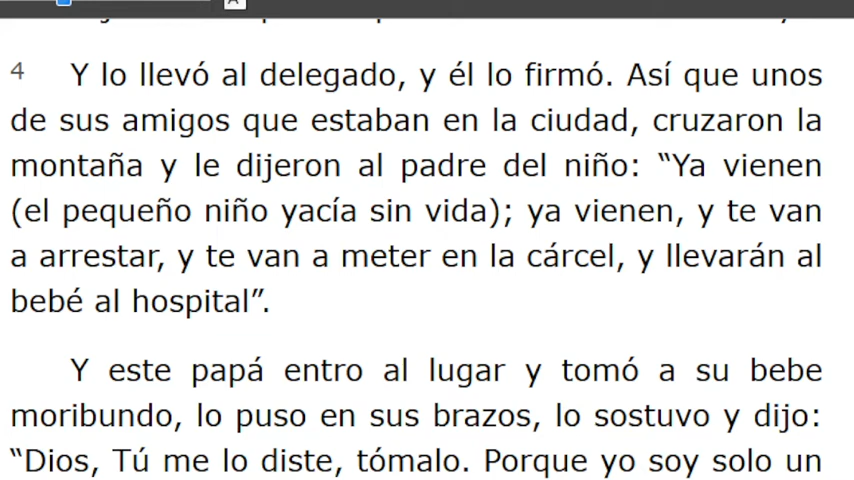 4 Y lo llevó al delegado, y él lo firmó. Así que unos
de sus amigos que estaban en la ciudad, cruzaron la
montaña y le dijeron al padre del niño: “Ya vienen
(el pequeño niño yacía sin vida); ya vienen, y te van
a arrestar, y te van a meter en la cárcel, y llevarán al
bebé al hospital”.
Y este papá entro al lugar y tomó a su bebe
moribundo, lo puso en sus brazos, lo sostuvo y dijo:
“Dios, Tú me lo diste, tómalo. Porque yo soy solo un